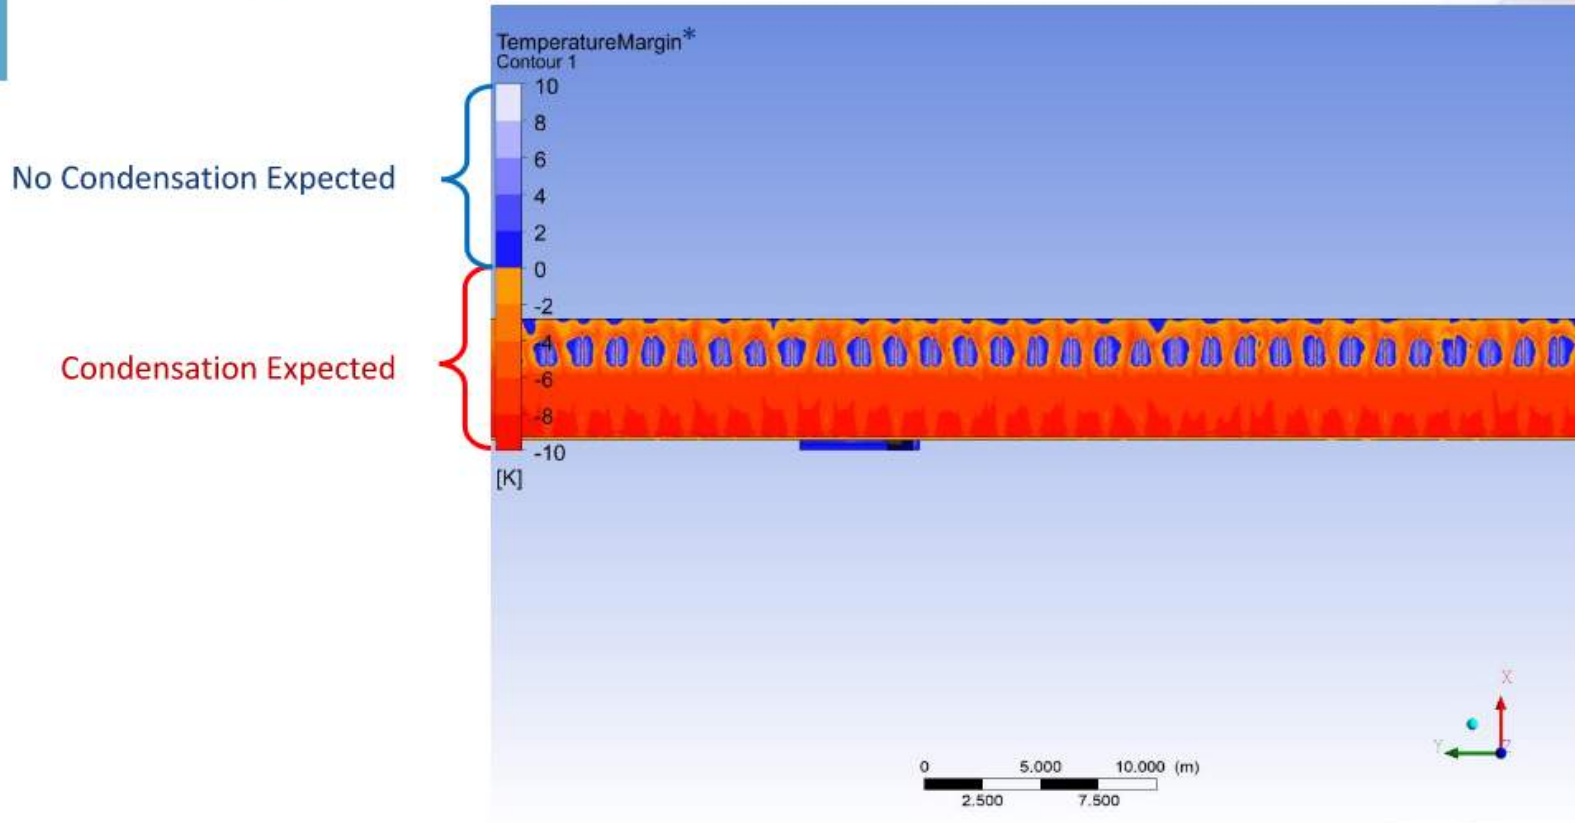 TemperatureMargin*
Contour 1
10
8
6
4
2
0
-2
-4
-6
-8
-10
[K]
No Condensation Expected
Condensation Expected
X
Y
Z
0 5.000 10.000 (m)
2.500 7.500